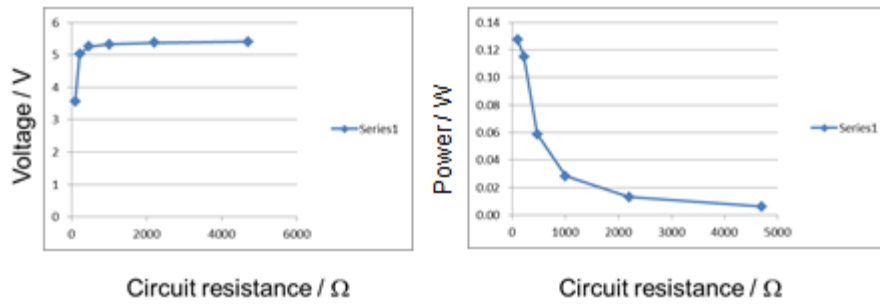 Voltage / V
6
5
4
3
2
1
0
0 2000 4000 6000
Series1
Circuit resistance / Ω
Power / W
0.14
0.12
0.10
0.08
0.06
0.04
0.02
0.00
0 1000 2000 3000 4000 5000
Series1
Circuit resistance / Ω